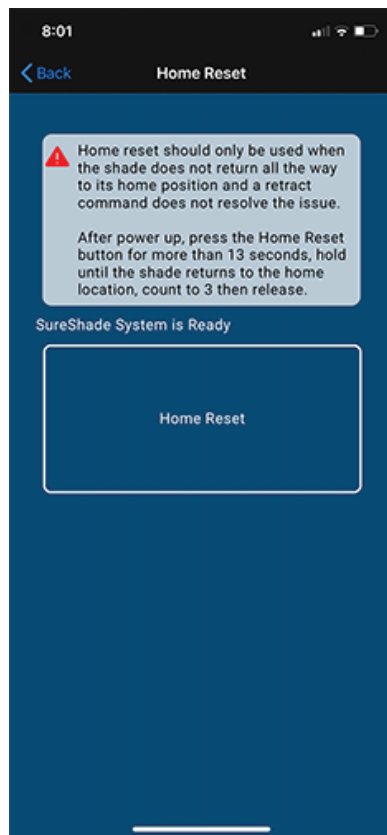 8:01
Back
Home Reset
Home reset should only be used when
the shade does not return all the way
to its home position and a retract
command does not resolve the issue.
After power up, press the Home Reset
button for more than 13 seconds, hold
until the shade returns to the home
location, count to 3 then release.
SureShade System is Ready
Home Reset